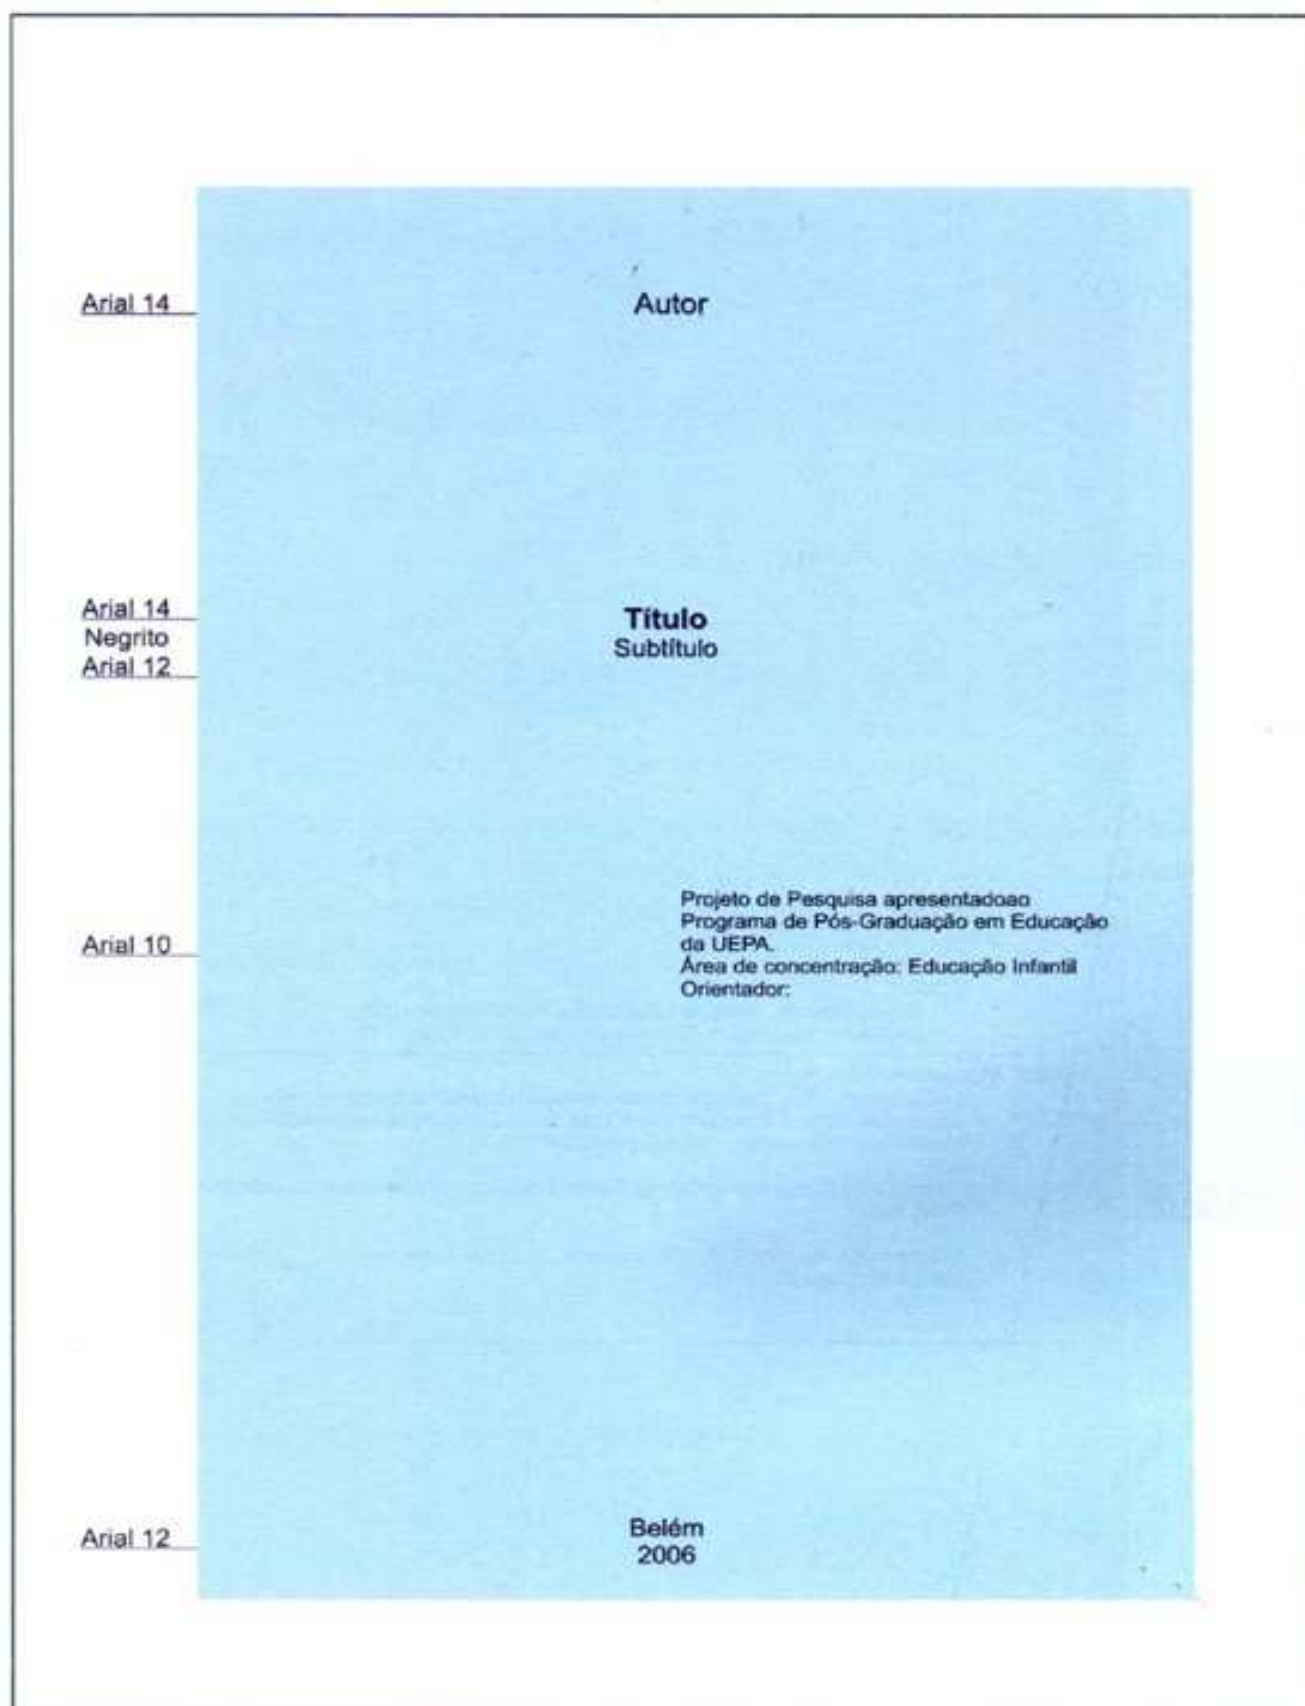 Arial 14
Autor
Arial 14
Negrito
Arial 12
Título
Subtítulo
Arial 10
Projeto de Pesquisa apresentadoao
Programa de Pós-Graduação em Educação
da UEPA.
Área de concentração: Educação Infantil
Orientador:
Arial 12
Belém
2006